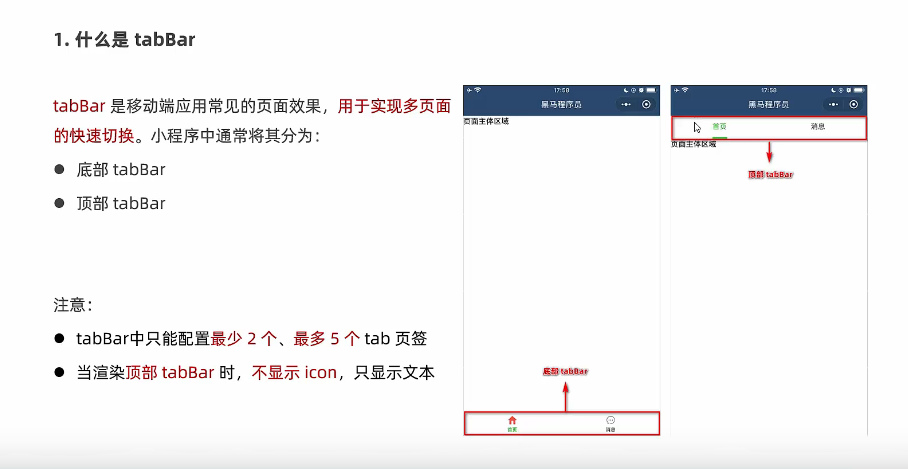 1. 什么是 tabBar
tabBar 是移动端应用常见的页面效果，用于实现多页面
的快速切换。小程序中通常将其分为：
● 底部 tabBar
● 顶部 tabBar
注意：
● tabBar中只能配置最少 2 个、最多 5 个 tab 页签
● 当渲染顶部 tabBar 时，不显示 icon，只显示文本
17:58
黑马程序员
页面主体区域
底部 tabBar
首页
消息
17:58
黑马程序员
首页
消息
页面主体区域
顶部 tabBar